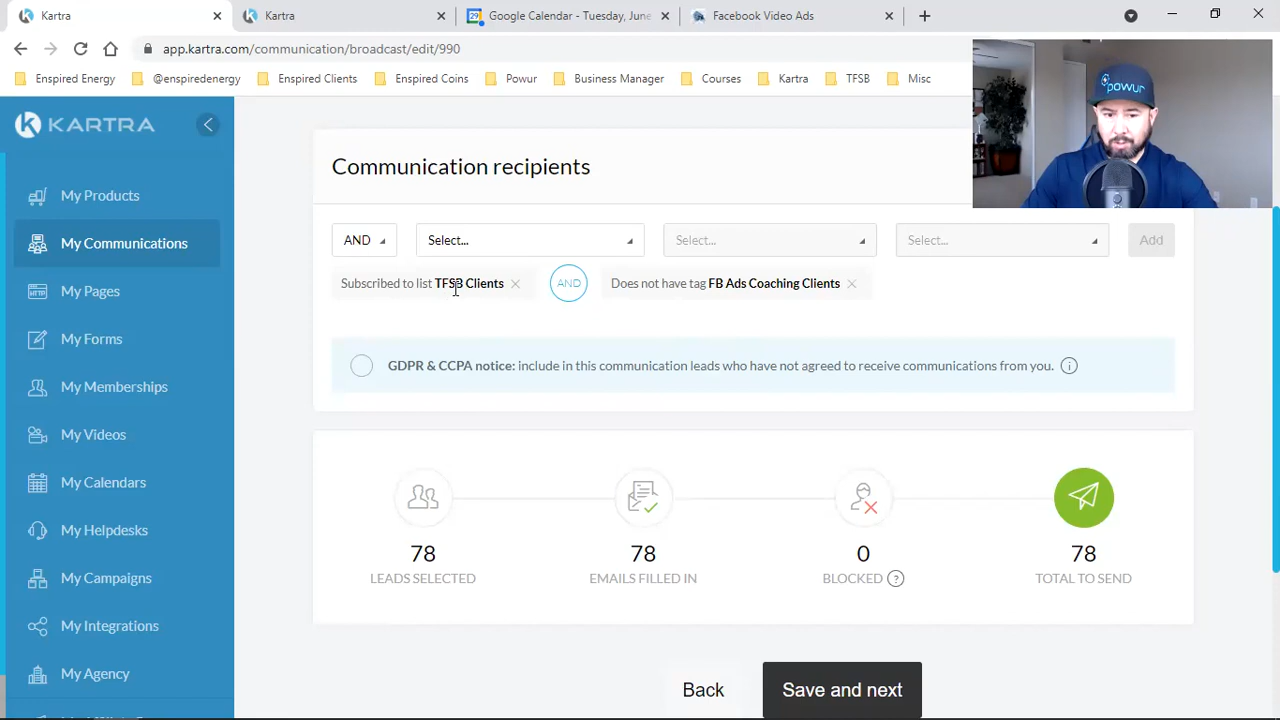 Kartra
Kartra
Google Calendar - Tuesday, June
Facebook Video Ads
app.kartra.com/communication/broadcast/edit/990
Enspired Energy
@enspiredenergy
Enspired Clients
Enspired Coins
Powur
Business Manager
Courses
Kartra
TFSB
Misc
powur
KARTRA
My Products
My Communications
My Pages
My Forms
My Memberships
My Videos
My Calendars
My Helpdesks
My Campaigns
My Integrations
My Agency
Communication recipients
AND
Select...
Select...
Select...
Add
Subscribed to list TFSB Clients
AND
Does not have tag FB Ads Coaching Clients
GDPR & CCPA notice: include in this communication leads who have not agreed to receive communications from you.
78
LEADS SELECTED
78
EMAILS FILLED IN
0
BLOCKED ?
78
TOTAL TO SEND
Back
Save and next